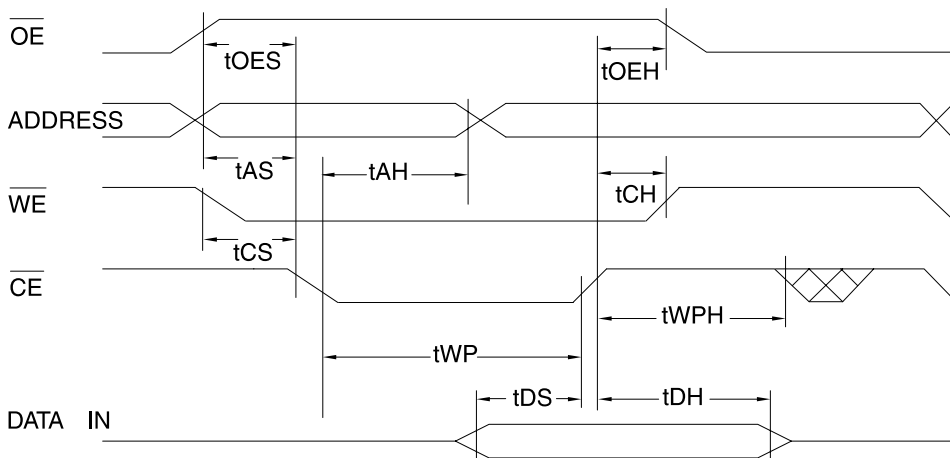 OE
tOES
tOEH
ADDRESS
tAS
tAH
tCH
WE
tCS
CE
tWPH
tWP
tDS
tDH
DATA IN